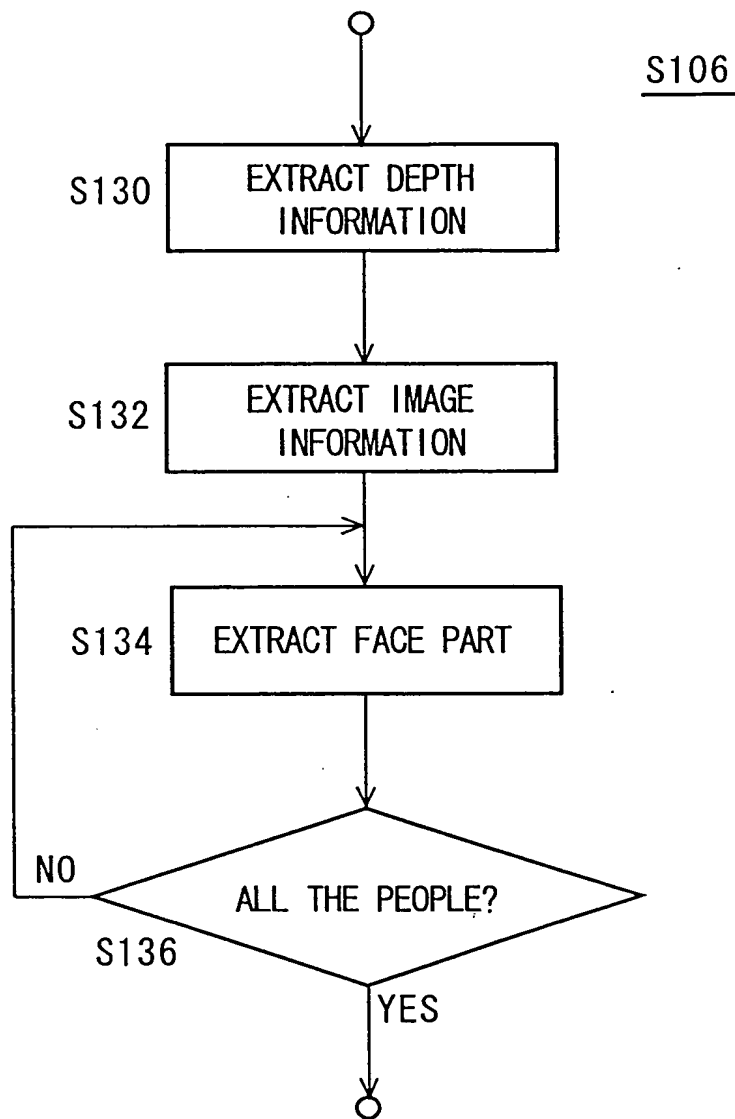 S106
S130
EXTRACT DEPTH
INFORMATION
S132
EXTRACT IMAGE
INFORMATION
S134
EXTRACT FACE PART
NO
ALL THE PEOPLE?
S136
YES